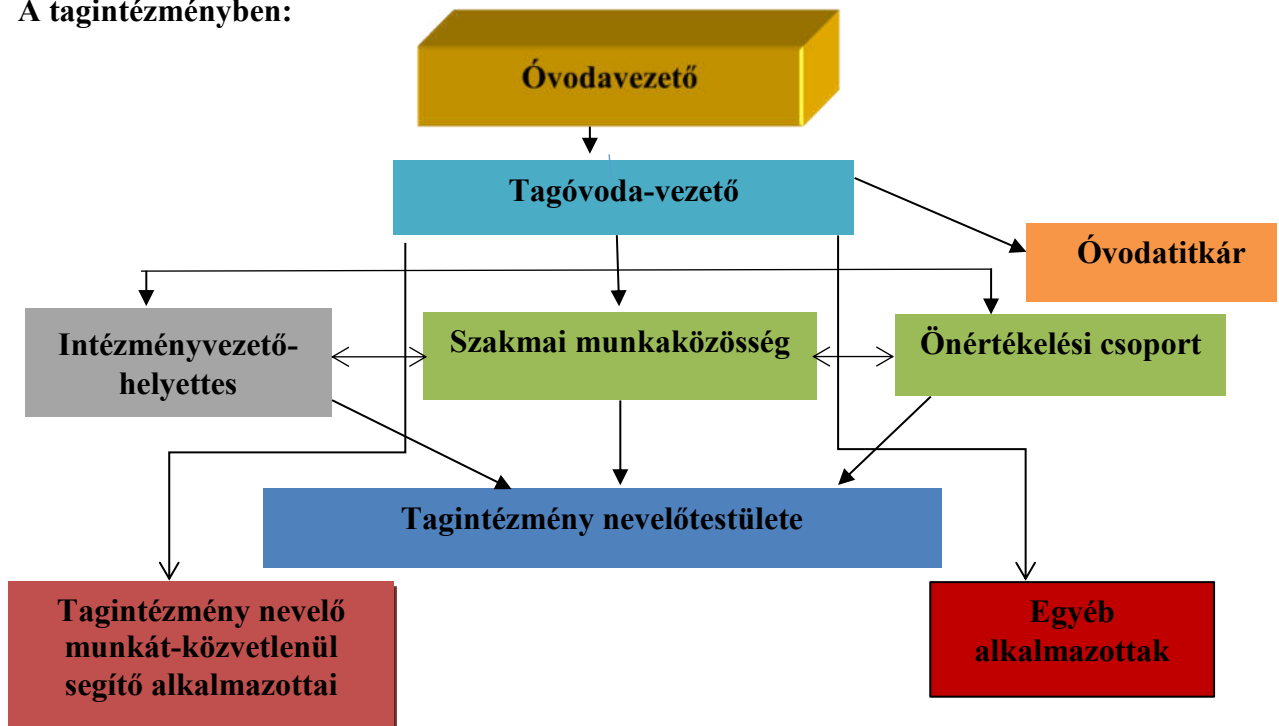 A tagintézményben:
Óvodavezető
Tagóvoda-vezető
Óvodatitkár
Intézményvezető-
helyettes
Szakmai munkaközösség
Önértékelési csoport
Tagintézmény nevelőtestülete
Tagintézmény nevelő
munkát-közvetlenül
segítő alkalmazottai
Egyéb
alkalmazottak